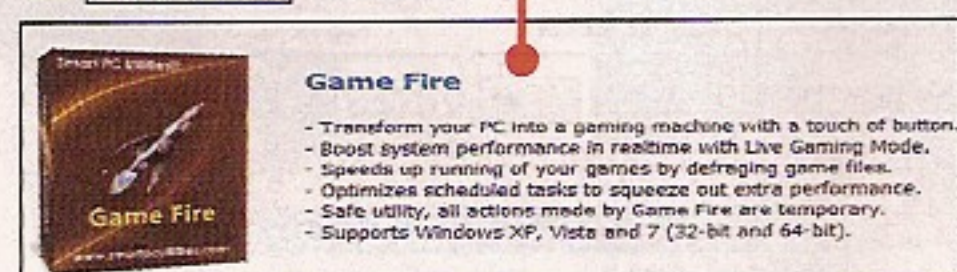 Smart PC Utilities
Game Fire
Game Fire
- Transform your PC into a gaming machine with a touch of button.
- Boost system performance in realtime with Live Gaming Mode.
- Speeds up running of your games by defraging game files.
- Optimizes scheduled tasks to squeeze out extra performance.
- Safe utility, all actions made by Game Fire are temporary.
- Supports Windows XP, Vista and 7 (32-bit and 64-bit).